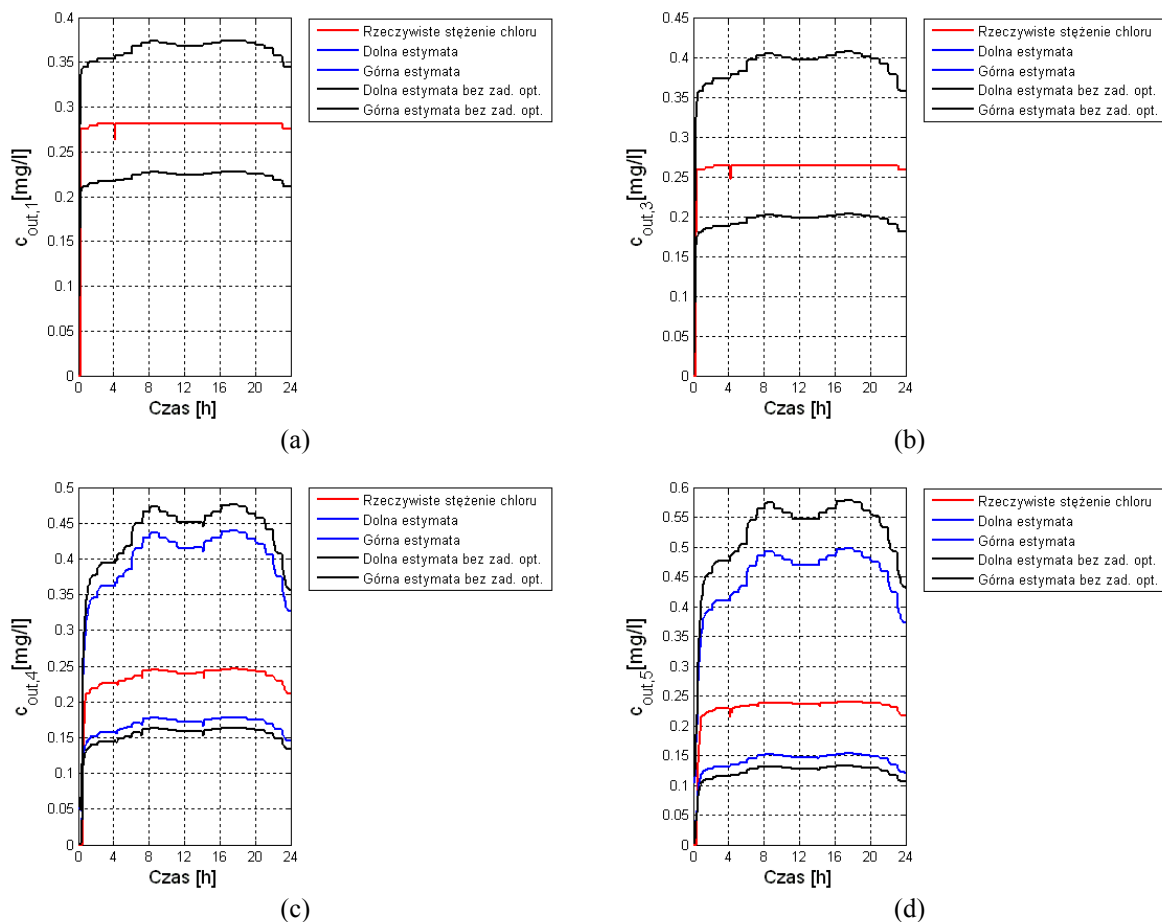 0.4
0.35
0.3
0.25
0.2
0.15
0.1
0.05
0
c_out,1 [mg/l]
0 4 8 12 16 20 24
Czas [h]
Rzeczywiste stężenie chloru
Dolna estymata
Górna estymata
Dolna estymata bez zad. opt.
Górna estymata bez zad. opt.
(a)
0.45
0.4
0.35
0.3
0.25
0.2
0.15
0.1
0.05
0
c_out,3 [mg/l]
0 4 8 12 16 20 24
Czas [h]
Rzeczywiste stężenie chloru
Dolna estymata
Górna estymata
Dolna estymata bez zad. opt.
Górna estymata bez zad. opt.
(b)
0.5
0.45
0.4
0.35
0.3
0.25
0.2
0.15
0.1
0.05
0
c_out,4 [mg/l]
0 4 8 12 16 20 24
Czas [h]
Rzeczywiste stężenie chloru
Dolna estymata
Górna estymata
Dolna estymata bez zad. opt.
Górna estymata bez zad. opt.
(c)
0.6
0.55
0.5
0.45
0.4
0.35
0.3
0.25
0.2
0.15
0.1
0.05
0
c_out,5 [mg/l]
0 4 8 12 16 20 24
Czas [h]
Rzeczywiste stężenie chloru
Dolna estymata
Górna estymata
Dolna estymata bez zad. opt.
Górna estymata bez zad. opt.
(d)